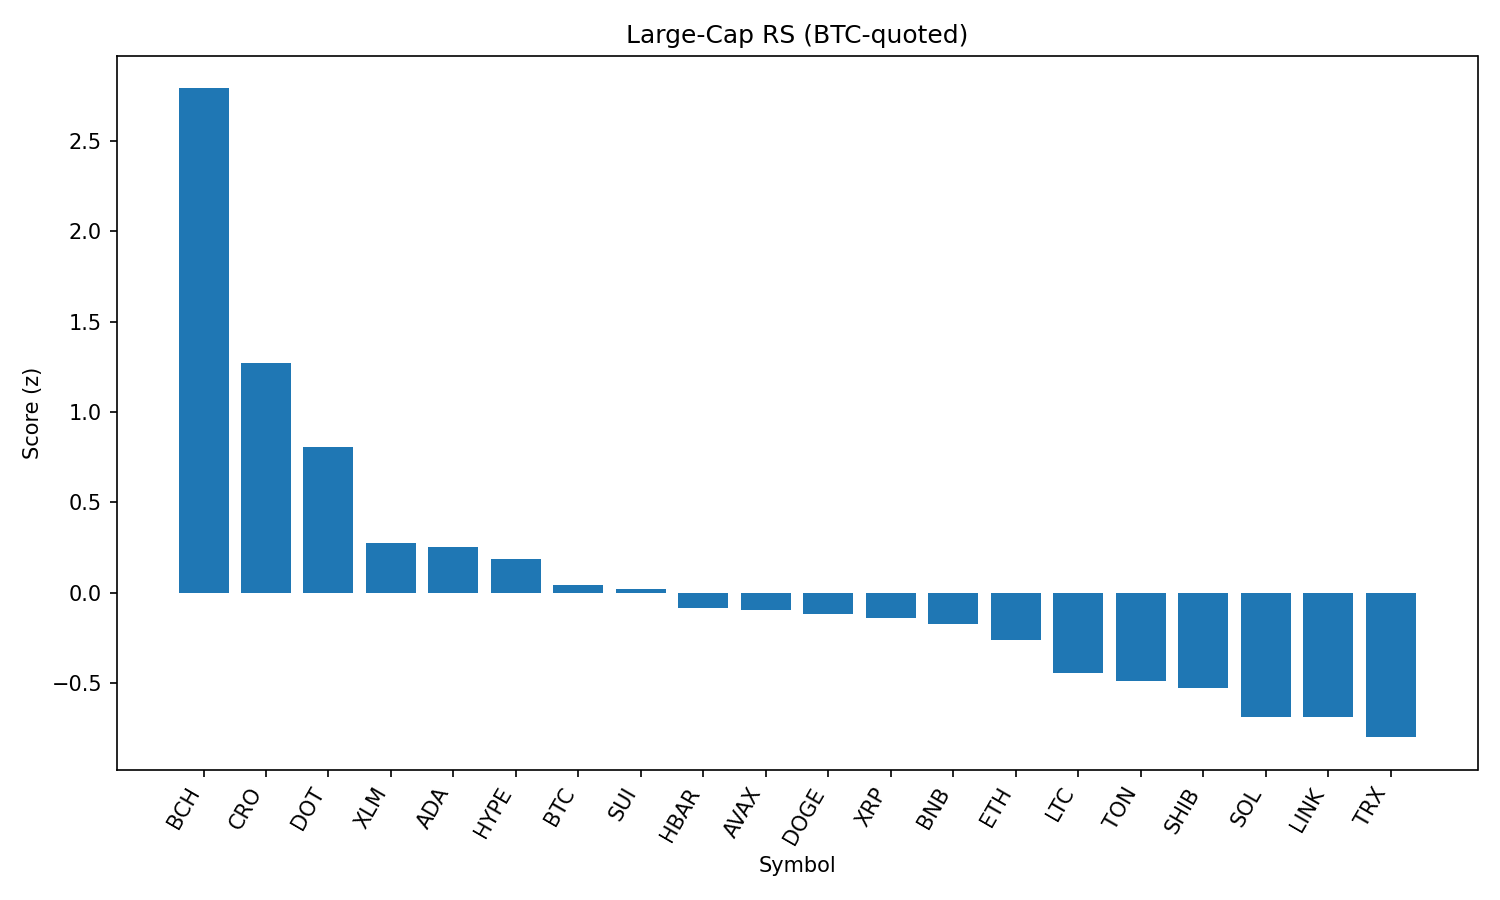 Large-Cap RS (BTC-quoted)
Score (z)
2.5
2.0
1.5
1.0
0.5
0.0
−0.5
BCH
CRO
DOT
XLM
ADA
HYPE
BTC
SUI
HBAR
AVAX
DOGE
XRP
BNB
ETH
LTC
TON
SHIB
SOL
LINK
TRX
Symbol